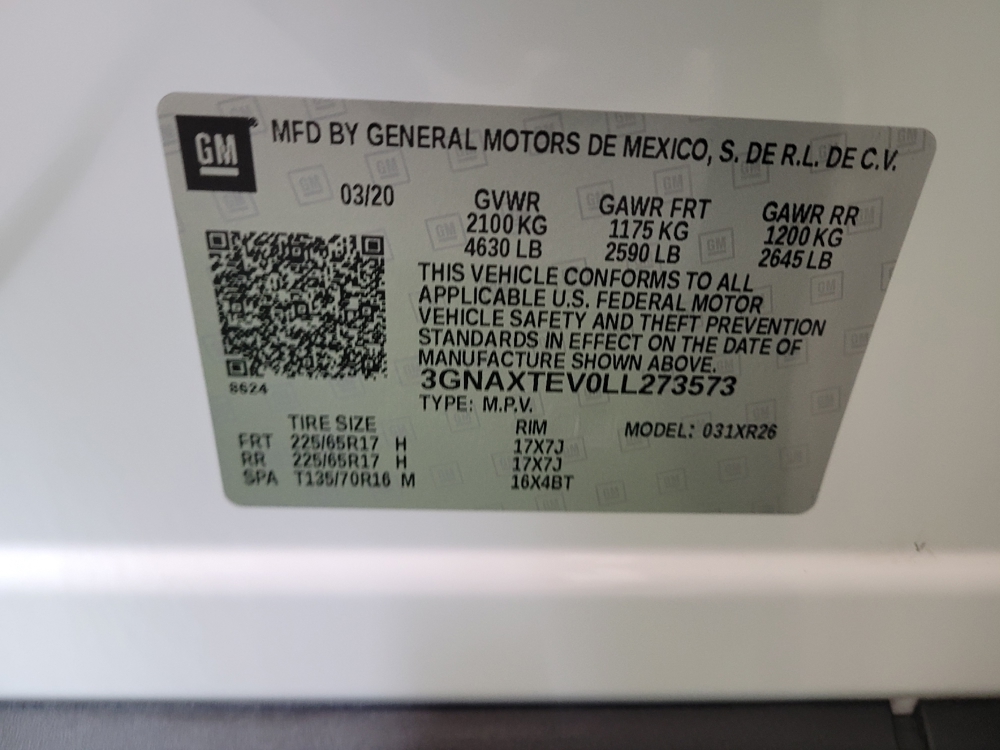 GM MFD BY GENERAL MOTORS DE MEXICO, S. DE R.L. DE C.V.
03/20 GVWR GAWR FRT GAWR RR
2100 KG 1175 KG 1200 KG
4630 LB 2590 LB 2645 LB
THIS VEHICLE CONFORMS TO ALL
APPLICABLE U.S. FEDERAL MOTOR
VEHICLE SAFETY AND THEFT PREVENTION
STANDARDS IN EFFECT ON THE DATE OF
MANUFACTURE SHOWN ABOVE.
8624 3GNAXTEV0LL273573
TYPE: M.P.V.
TIRE SIZE RIM MODEL: 031XR26
FRT 225/65R17 H 17X7J
RR 225/65R17 H 17X7J
SPA T135/70R16 M 16X4BT